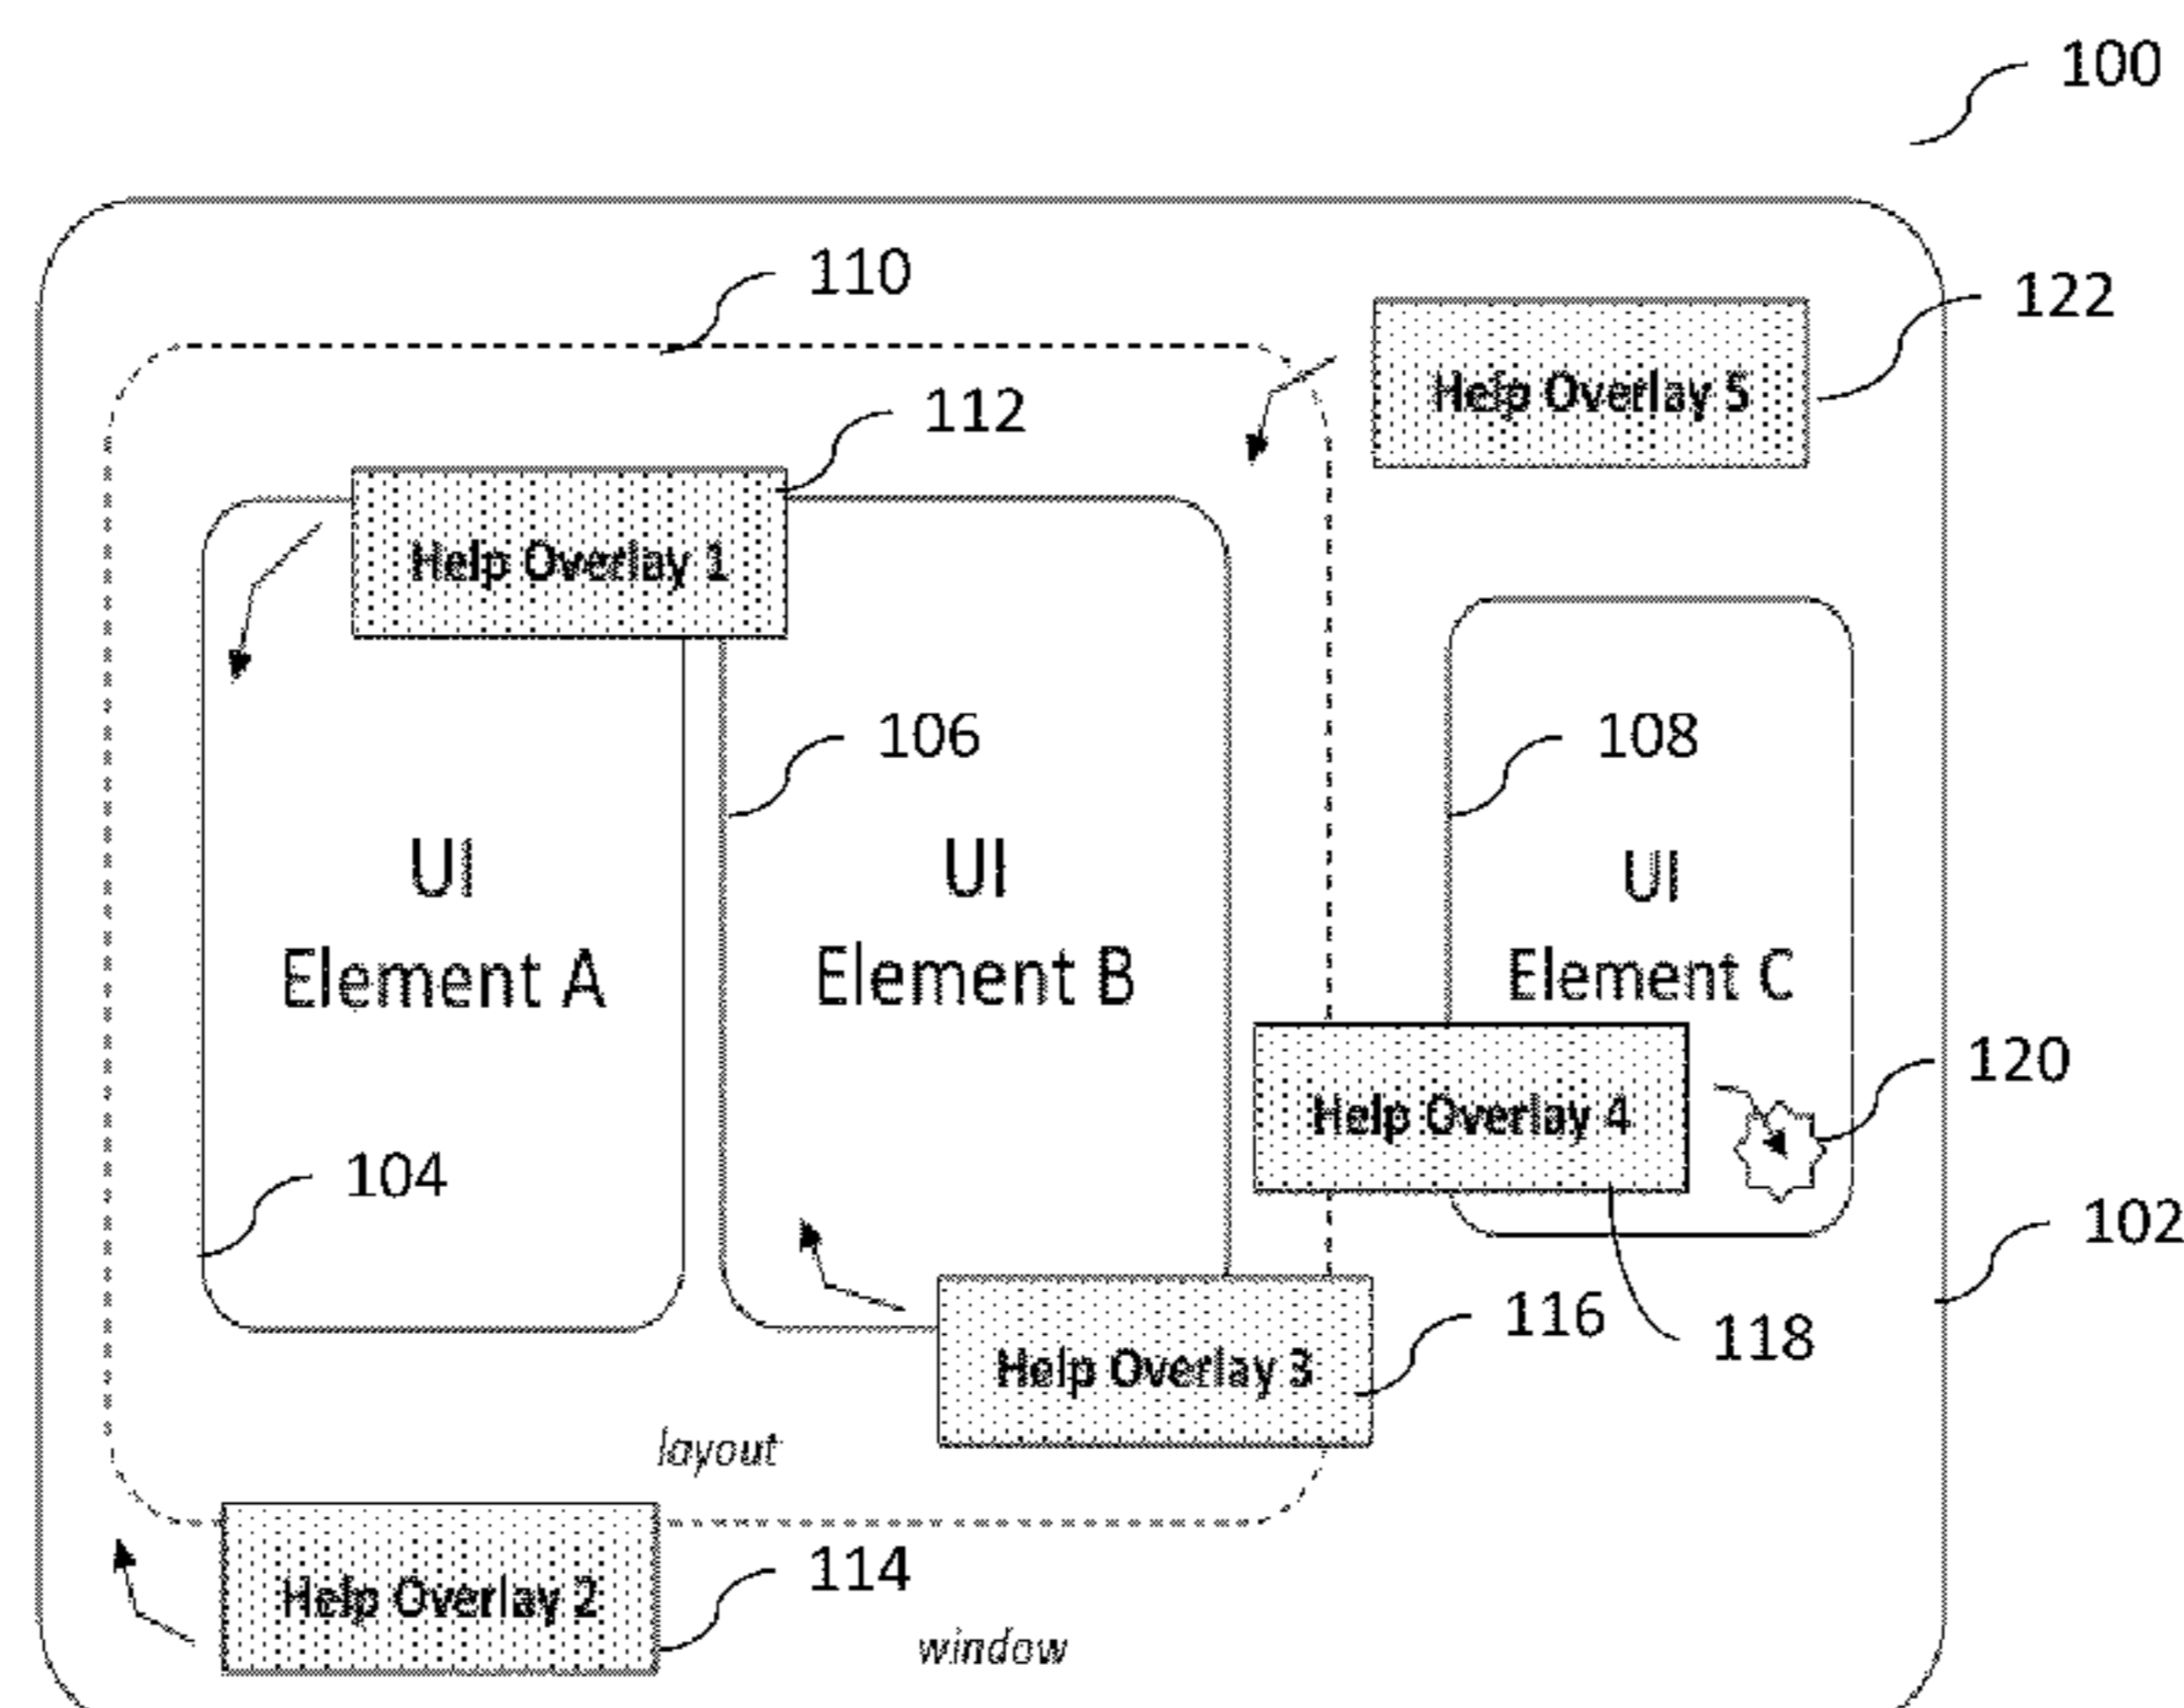 100
110
122
Help Overlay 5
112
Help Overlay 1
106
108
UI
Element A
UI
Element B
UI
Element C
120
Help Overlay 4
104
102
116
118
Help Overlay 3
layout
114
Help Overlay 2
window